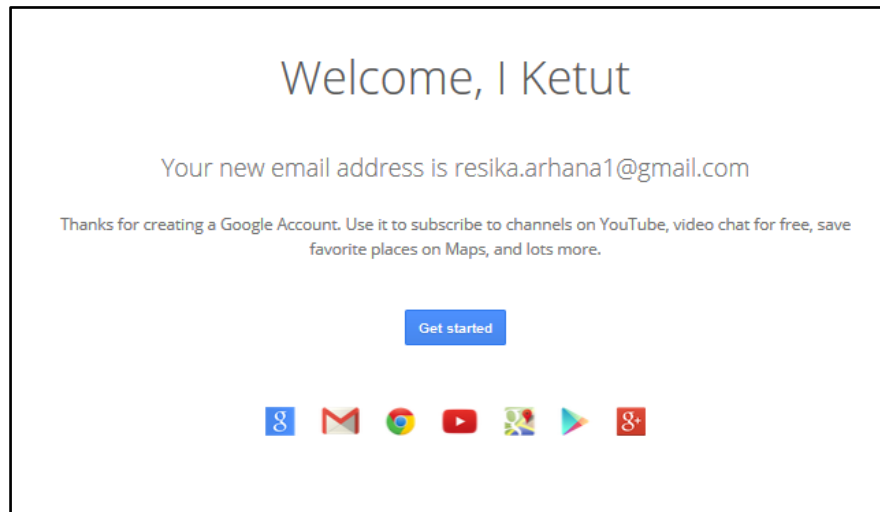 Welcome, I Ketut
Your new email address is resika.arhana1@gmail.com
Thanks for creating a Google Account. Use it to subscribe to channels on YouTube, video chat for free, save
favorite places on Maps, and lots more.
Get started
g
g+